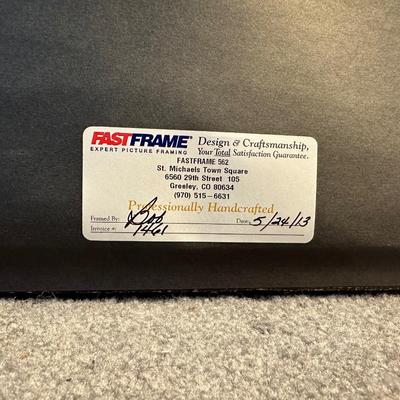 FASTFRAME® Design & Craftsmanship,
EXPERT PICTURE FRAMING Your Total Satisfaction Guarantee.
FASTFRAME 562
St. Michaels Town Square
6560 29th Street 105
Greeley, CO 80634
(970) 515-6631
Professionally Handcrafted
Framed By: Date: 5/24/13
Invoice #: 1461